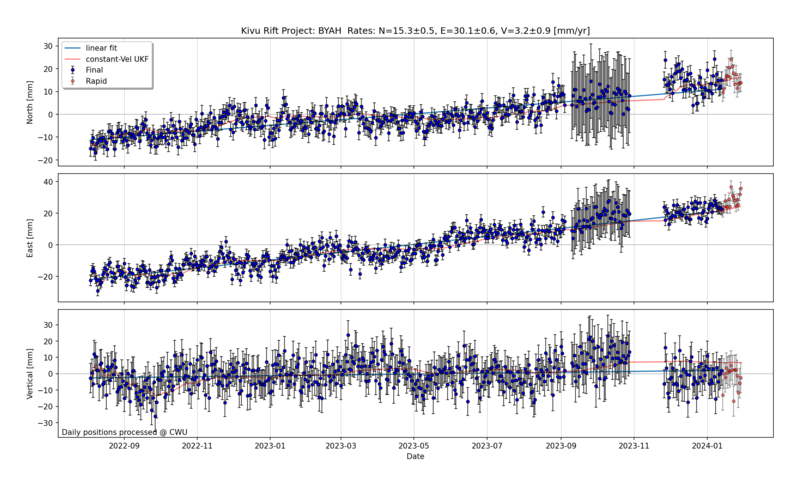 Kivu Rift Project: BYAH  Rates: N=15.3±0.5, E=30.1±0.6, V=3.2±0.9 [mm/yr]
linear fit
constant-Vel UKF
Final
Rapid
North [mm]
30
20
10
0
−10
−20
East [mm]
40
20
0
−20
Vertical [mm]
30
20
10
0
−10
−20
−30
Daily positions processed @ CWU
2022-09
2022-11
2023-01
2023-03
2023-05
2023-07
2023-09
2023-11
2024-01
Date